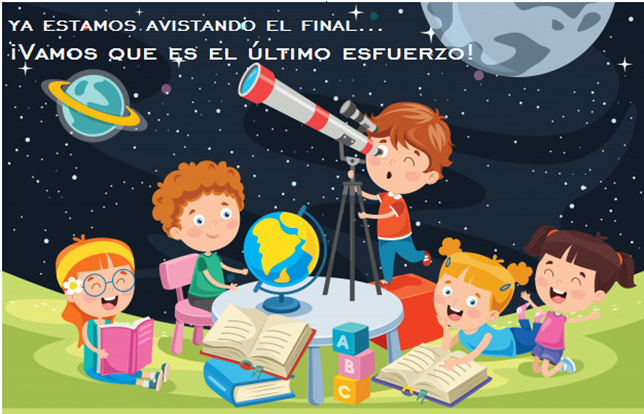 YA ESTAMOS AVISTANDO EL FINAL...
¡VAMOS QUE ES EL ÚLTIMO ESFUERZO!
A
B
C